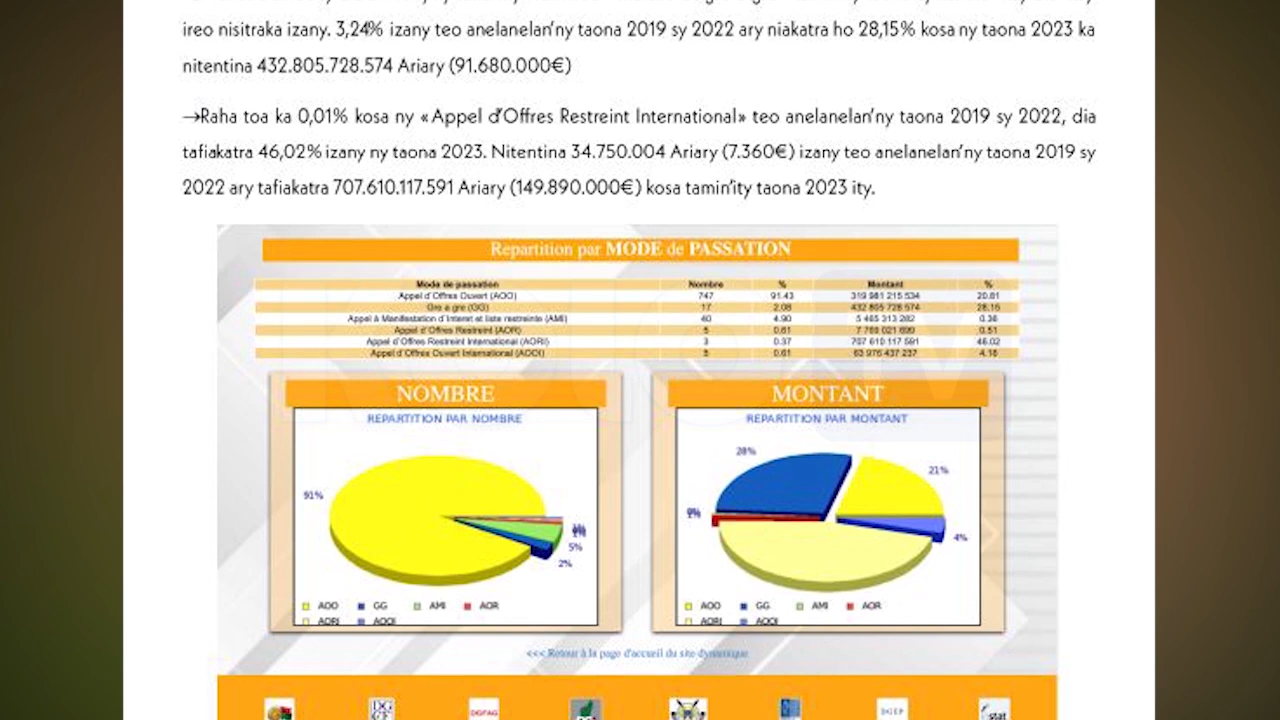 ireo nisitraka izany. 3,24% izany teo anelanelan'ny taona 2019 sy 2022 ary niakatra ho 28,15% kosa ny taona 2023 ka
nitentina 432.805.728.574 Ariary (91.680.000€)
→Raha toa ka 0,01% kosa ny «Appel d'Offres Restreint International» teo anelanelan'ny taona 2019 sy 2022, dia
tafiakatra 46,02% izany ny taona 2023. Nitentina 34.750.004 Ariary (7.360€) izany teo anelanelan'ny taona 2019 sy
2022 ary tafiakatra 707.610.117.591 Ariary (149.890.000€) kosa tamin'ity taona 2023 ity.
Repartition par MODE de PASSATION
Mode de passation Nombre % Montant %
Appel d'Offres Ouvert (AOO) 747 91.43 319 981 215 534 20.81
Gre a gre (GG) 17 2.08 432 805 728 574 28.15
Appel à Manifestation d'Interet et liste restreinte (AMI) 40 4.90 5 465 313 282 0.36
Appel d'Offres Restreint (AOR) 5 0.61 7 769 021 699 0.51
Appel d'Offres Restreint International (AORI) 3 0.37 707 610 117 591 46.02
Appel d'Offres Ouvert International (AOOI) 5 0.61 63 976 437 237 4.16
NOMBRE
REPARTITION PAR NOMBRE
91%
5%
2%
AOO GG AMI AOR
AORI AOOI
MONTANT
REPARTITION PAR MONTANT
28%
21%
4%
AOO GG AMI AOR
AORI AOOI
<<< Retour à la page d'accueil du site dynamique
DGFAG
DGEP
stat